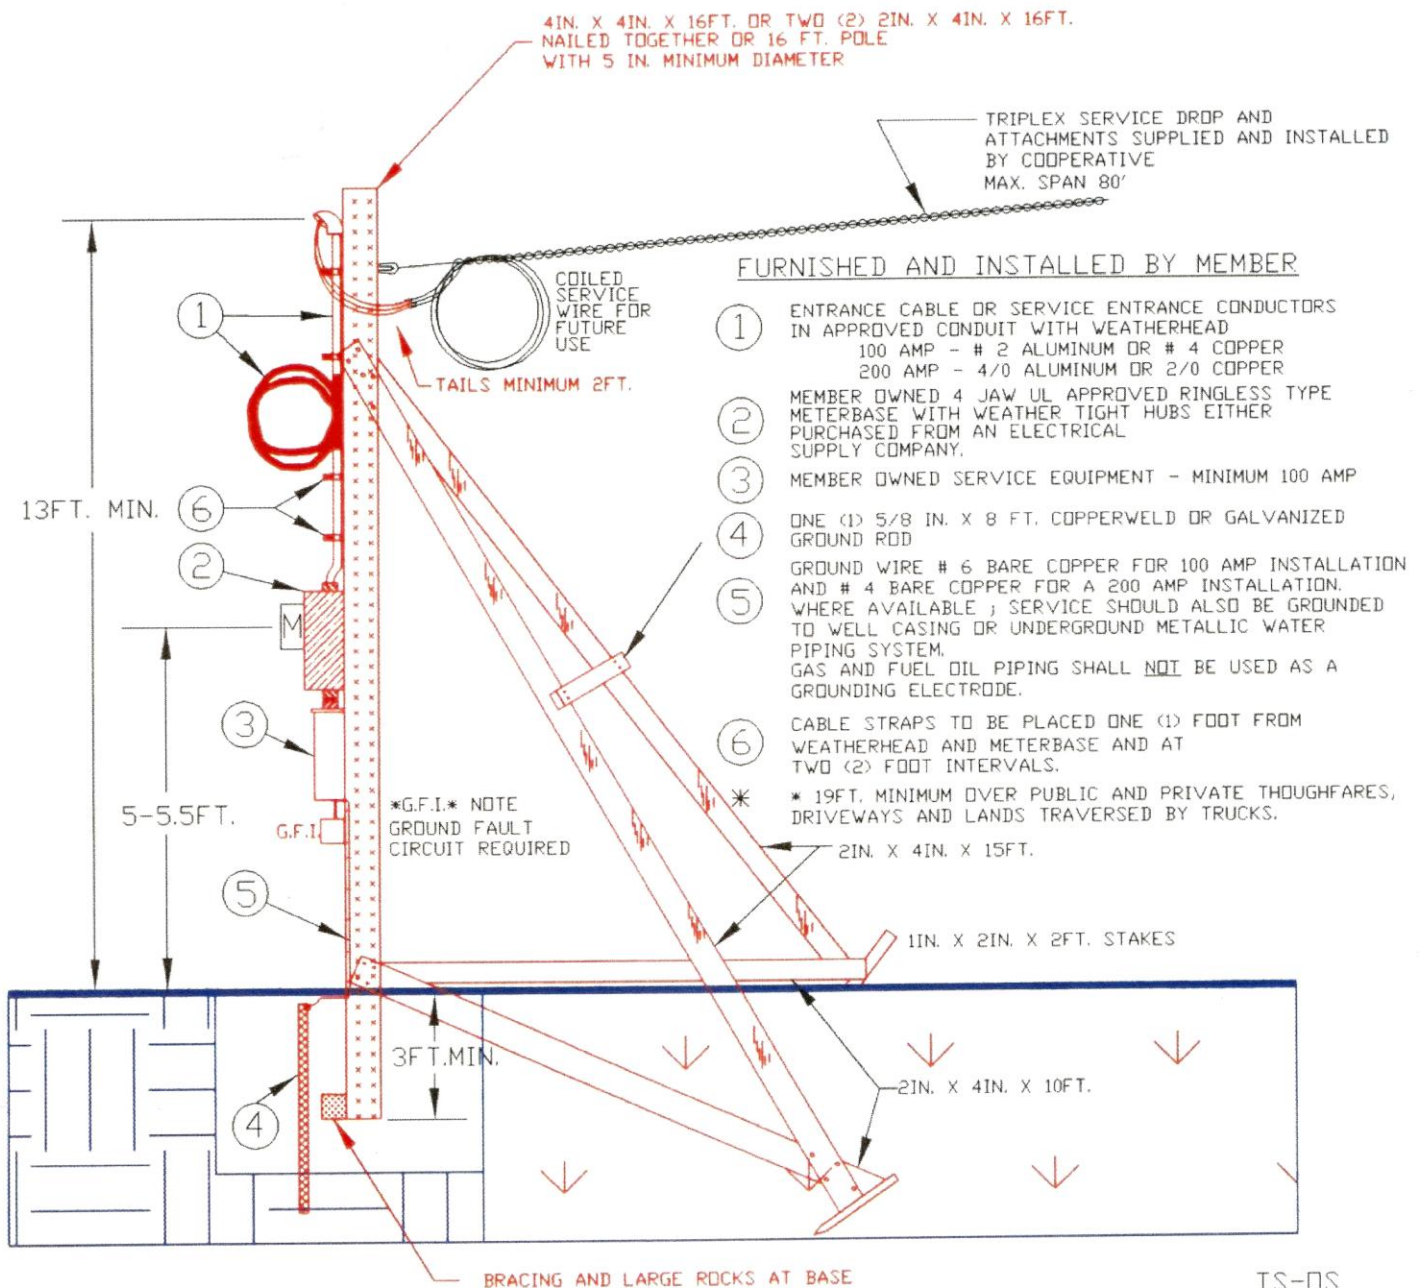 4IN. X 4IN. X 16FT. OR TWO (2) 2IN. X 4IN. X 16FT.
NAILED TOGETHER OR 16 FT. POLE
WITH 5 IN. MINIMUM DIAMETER
TRIPLEX SERVICE DROP AND
ATTACHMENTS SUPPLIED AND INSTALLED
BY COOPERATIVE
MAX. SPAN 80'
COILED
SERVICE
WIRE FOR
FUTURE
USE
TAILS MINIMUM 2FT.
1
13FT. MIN.
6
2
M
5-5.5FT.
3
G.F.I.
*G.F.I.* NOTE
GROUND FAULT
CIRCUIT REQUIRED
5
4
3FT.MIN.
4
FURNISHED AND INSTALLED BY MEMBER
1
ENTRANCE CABLE OR SERVICE ENTRANCE CONDUCTORS
IN APPROVED CONDUIT WITH WEATHERHEAD
100 AMP - # 2 ALUMINUM OR # 4 COPPER
200 AMP - 4/0 ALUMINUM OR 2/0 COPPER
2
MEMBER OWNED 4 JAW UL APPROVED RINGLESS TYPE
METERBASE WITH WEATHER TIGHT HUBS EITHER
PURCHASED FROM AN ELECTRICAL
SUPPLY COMPANY.
3
MEMBER OWNED SERVICE EQUIPMENT - MINIMUM 100 AMP
4
ONE (1) 5/8 IN. X 8 FT. COPPERWELD OR GALVANIZED
GROUND ROD
5
GROUND WIRE # 6 BARE COPPER FOR 100 AMP INSTALLATION
AND # 4 BARE COPPER FOR A 200 AMP INSTALLATION.
WHERE AVAILABLE ; SERVICE SHOULD ALSO BE GROUNDED
TO WELL CASING OR UNDERGROUND METALLIC WATER
PIPING SYSTEM.
GAS AND FUEL OIL PIPING SHALL NOT BE USED AS A
GROUNDING ELECTRODE.
6
CABLE STRAPS TO BE PLACED ONE (1) FOOT FROM
WEATHERHEAD AND METERBASE AND AT
TWO (2) FOOT INTERVALS.
* * 19FT. MINIMUM OVER PUBLIC AND PRIVATE THOUGHFARES,
DRIVEWAYS AND LANDS TRAVERSED BY TRUCKS.
2IN. X 4IN. X 15FT.
1IN. X 2IN. X 2FT. STAKES
2IN. X 4IN. X 10FT.
BRACING AND LARGE ROCKS AT BASE
TS-OS